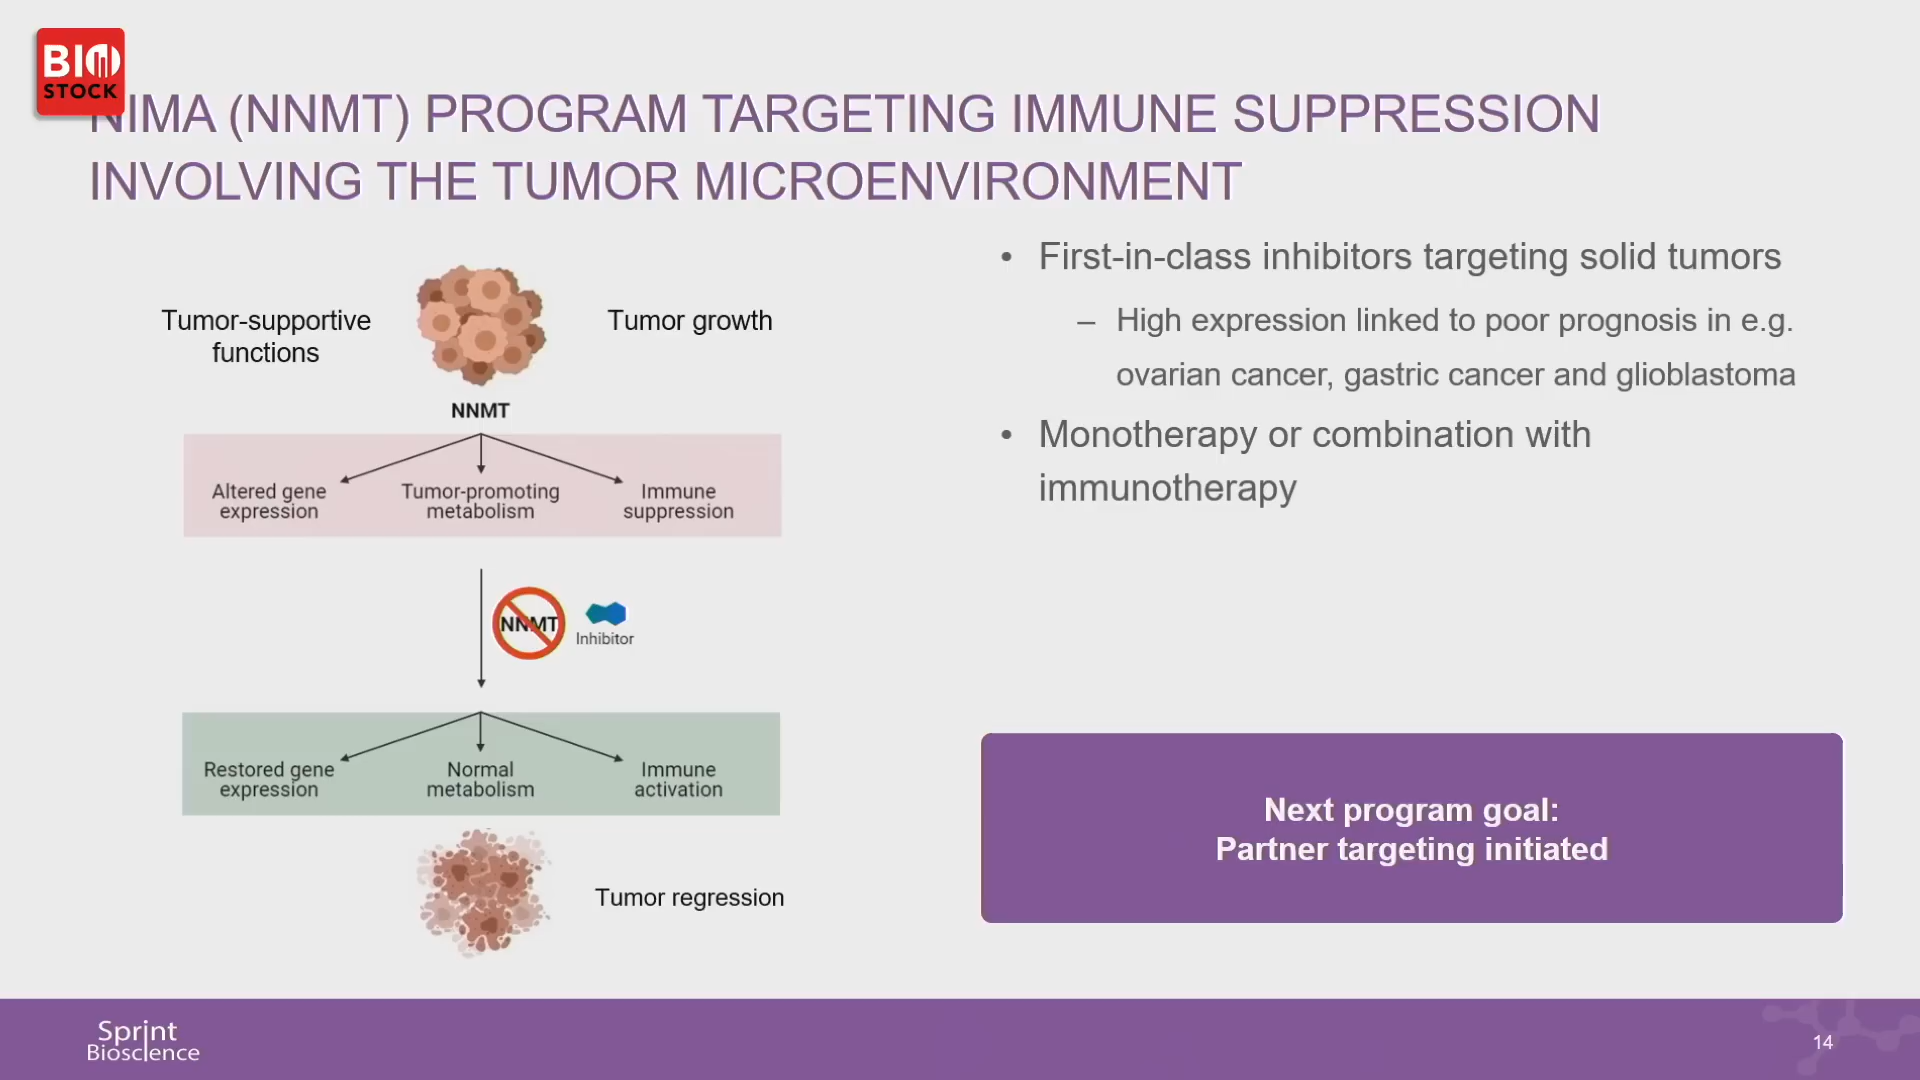 BIO
STOCK
NIMA (NNMT) PROGRAM TARGETING IMMUNE SUPPRESSION
INVOLVING THE TUMOR MICROENVIRONMENT
Tumor-supportive
functions
Tumor growth
NNMT
Altered gene
expression
Tumor-promoting
metabolism
Immune
suppression
NNMT
Inhibitor
Restored gene
expression
Normal
metabolism
Immune
activation
Tumor regression
• First-in-class inhibitors targeting solid tumors
– High expression linked to poor prognosis in e.g.
ovarian cancer, gastric cancer and glioblastoma
• Monotherapy or combination with
immunotherapy
Next program goal:
Partner targeting initiated
Sprint
Bioscience
14